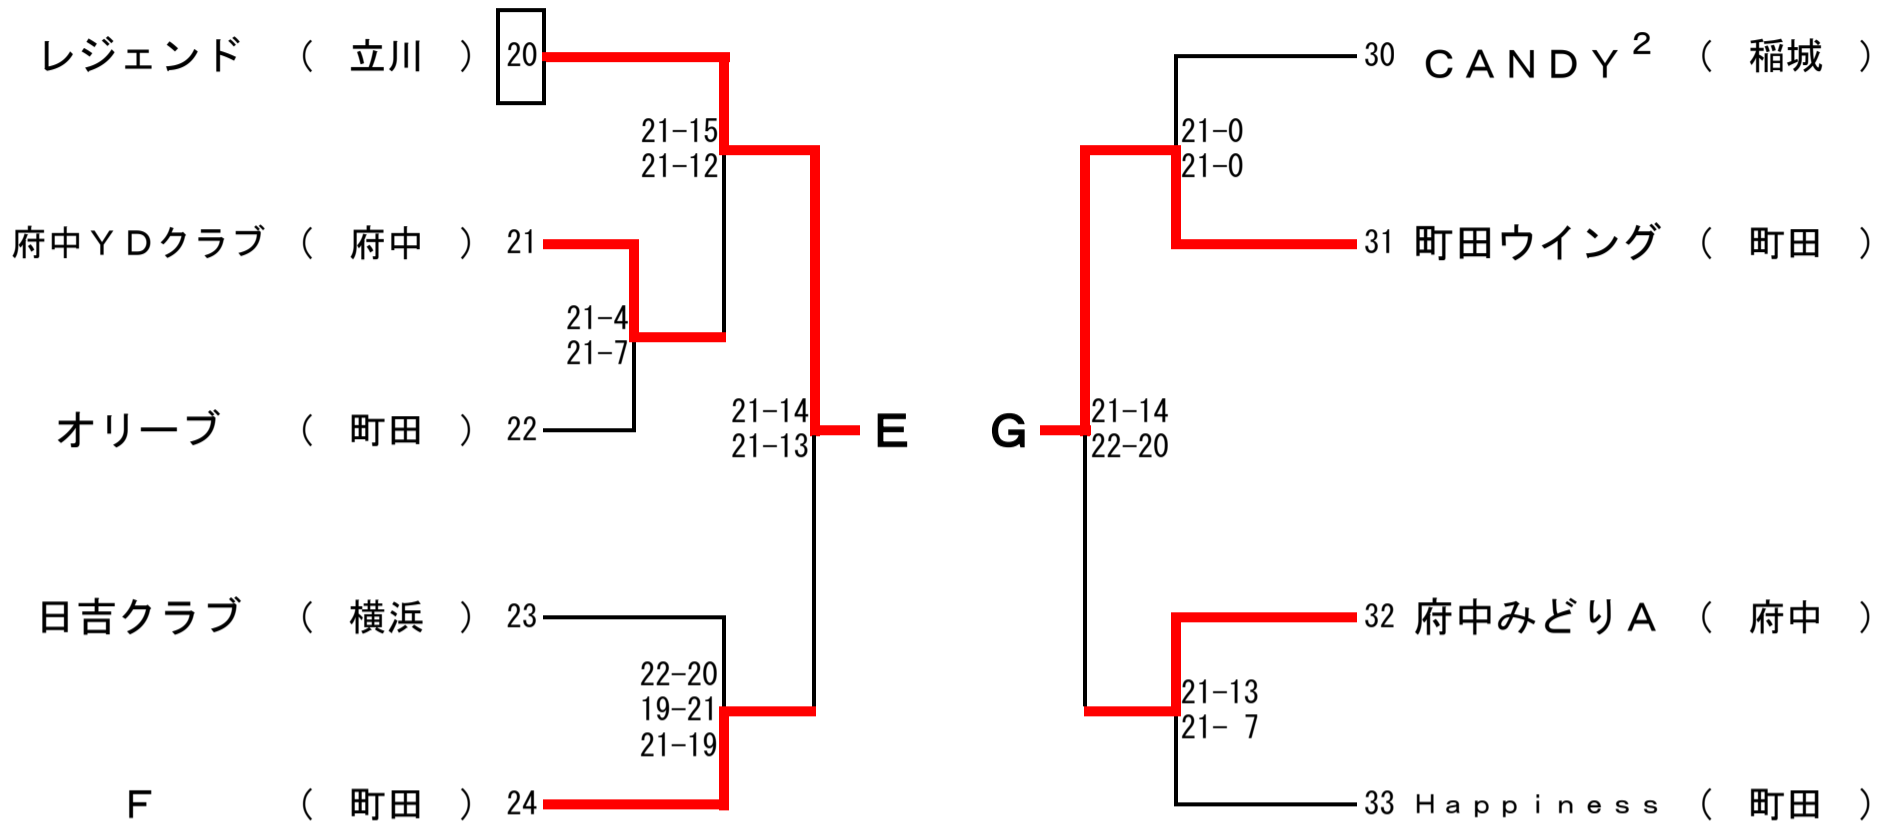 レジェンド （ 立川 ） 20
21-15
21-12
府中ＹＤクラブ （ 府中 ） 21
21-4
21-7
オリーブ （ 町田 ） 22
21-14
21-13
E
日吉クラブ （ 横浜 ） 23
22-20
19-21
21-19
Ｆ （ 町田 ） 24
30 ＣＡＮＤＹ² （ 稲城 ）
21-0
21-0
31 町田ウイング （ 町田 ）
G
21-14
22-20
32 府中みどりＡ （ 府中 ）
21-13
21- 7
33 Ｈａｐｐｉｎｅｓｓ （ 町田 ）